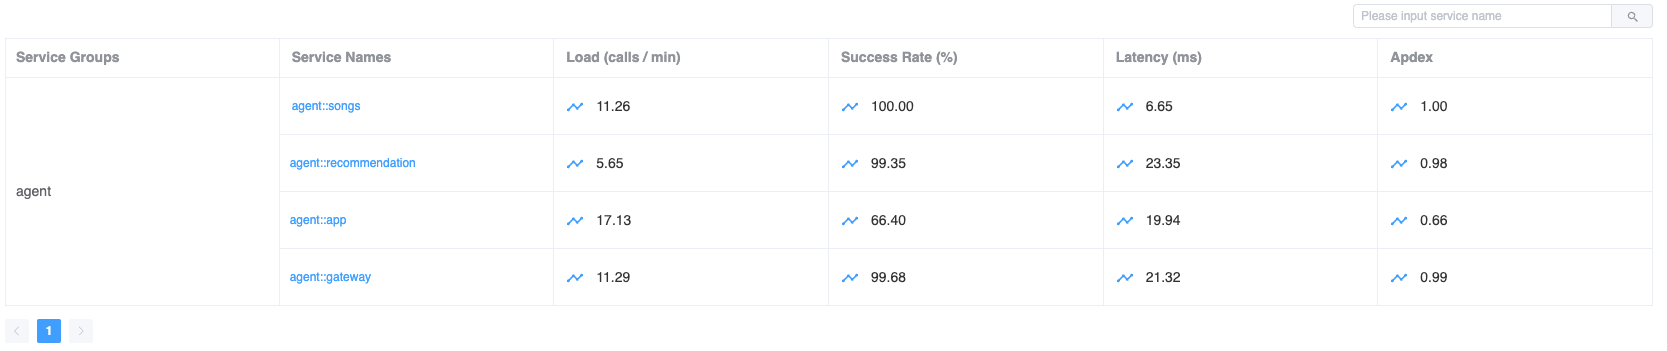 Please input service name
Service Groups Service Names Load (calls / min) Success Rate (%) Latency (ms) Apdex
agent::songs 11.26 100.00 6.65 1.00
agent::recommendation 5.65 99.35 23.35 0.98
agent
agent::app 17.13 66.40 19.94 0.66
agent::gateway 11.29 99.68 21.32 0.99
1